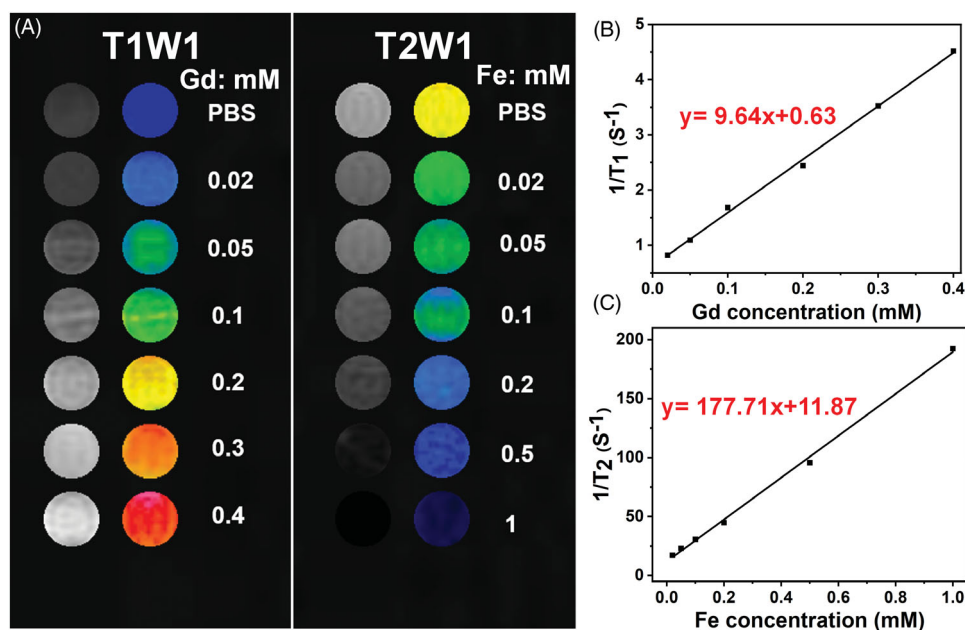 (A)
T1W1
Gd: mM
PBS
0.02
0.05
0.1
0.2
0.3
0.4
T2W1
Fe: mM
PBS
0.02
0.05
0.1
0.2
0.5
1
(B)
5
4
3
2
1
0
1/T1 (S-1)
y= 9.64x+0.63
0.0 0.1 0.2 0.3 0.4
Gd concentration (mM)
(C)
200
150
100
50
0
1/T2 (S-1)
y= 177.71x+11.87
0.0 0.2 0.4 0.6 0.8 1.0
Fe concentration (mM)